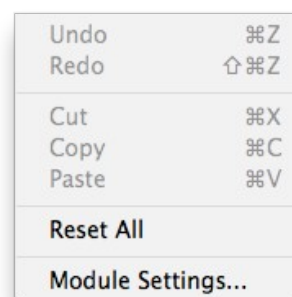 Undo ⌘Z
Redo ⇧⌘Z
Cut ⌘X
Copy ⌘C
Paste ⌘V
Reset All
Module Settings...